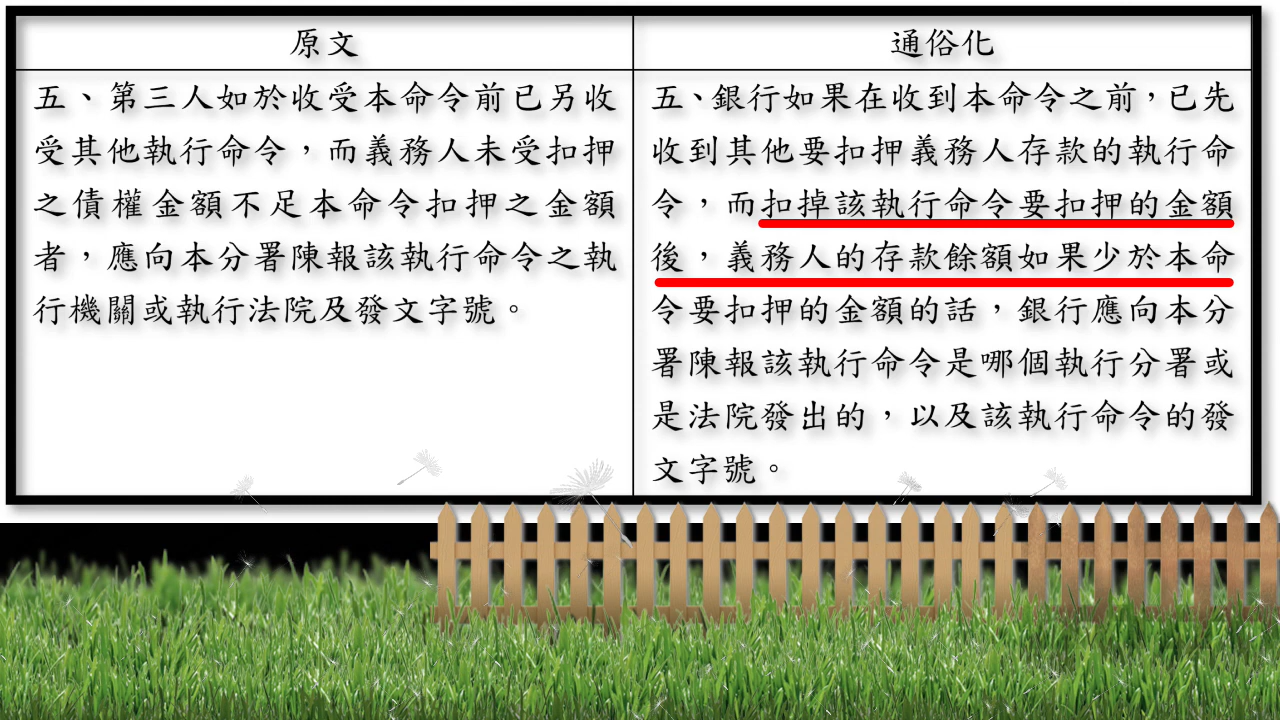 原文
五、第三人如於收受本命令前已另收
受其他執行命令，而義務人未受扣押
之債權金額不足本命令扣押之金額
者，應向本分署陳報該執行命令之執
行機關或執行法院及發文字號。
通俗化
五、銀行如果在收到本命令之前，已先
收到其他要扣押義務人存款的執行命
令，而扣掉該執行命令要扣押的金額
後，義務人的存款餘額如果少於本命
令要扣押的金額的話，銀行應向本分
署陳報該執行命令是哪個執行分署或
是法院發出的，以及該執行命令的發
文字號。